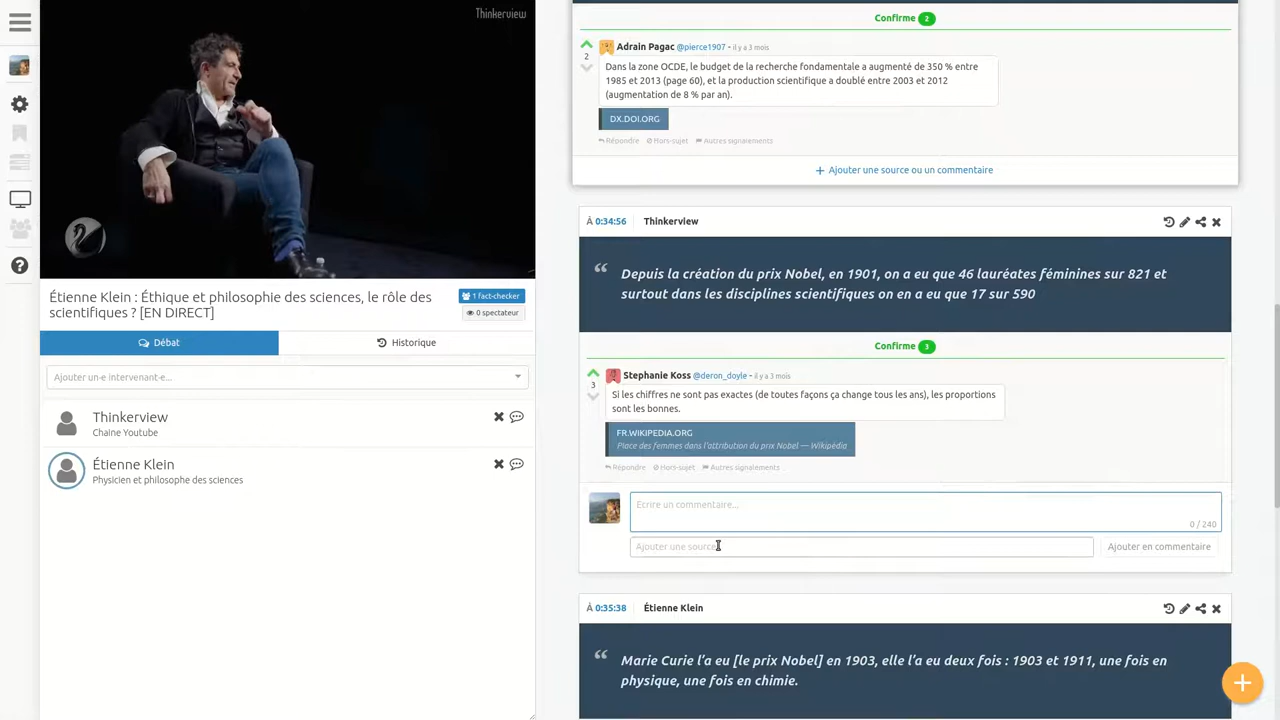 Thinkerview
Étienne Klein : Éthique et philosophie des sciences, le rôle des
scientifiques ? [EN DIRECT]
1 fact-checker
0 spectateur
Débat
Historique
Ajouter un·e intervenant·e...
Thinkerview
Chaine Youtube
Étienne Klein
Physicien et philosophe des sciences
Confirme 2
2
Adrain Pagac @pierce1907 - il y a 3 mois
Dans la zone OCDE, le budget de la recherche fondamentale a augmenté de 350 % entre
1985 et 2013 (page 60), et la production scientifique a doublé entre 2003 et 2012
(augmentation de 8 % par an).
DX.DOI.ORG
Répondre Hors-sujet Autres signalements
+ Ajouter une source ou un commentaire
À 0:34:56 Thinkerview
“ Depuis la création du prix Nobel, en 1901, on a eu que 46 lauréates féminines sur 821 et
surtout dans les disciplines scientifiques on en a eu que 17 sur 590
Confirme 3
3
Stephanie Koss @deron_doyle - il y a 3 mois
Si les chiffres ne sont pas exactes (de toutes façons ça change tous les ans), les proportions
sont les bonnes.
FR.WIKIPEDIA.ORG
Place des femmes dans l'attribution du prix Nobel — Wikipédia
Répondre Hors-sujet Autres signalements
Ecrire un commentaire...
0 / 240
Ajouter une source
Ajouter en commentaire
À 0:35:38 Étienne Klein
“ Marie Curie l'a eu [le prix Nobel] en 1903, elle l'a eu deux fois : 1903 et 1911, une fois en
physique, une fois en chimie.